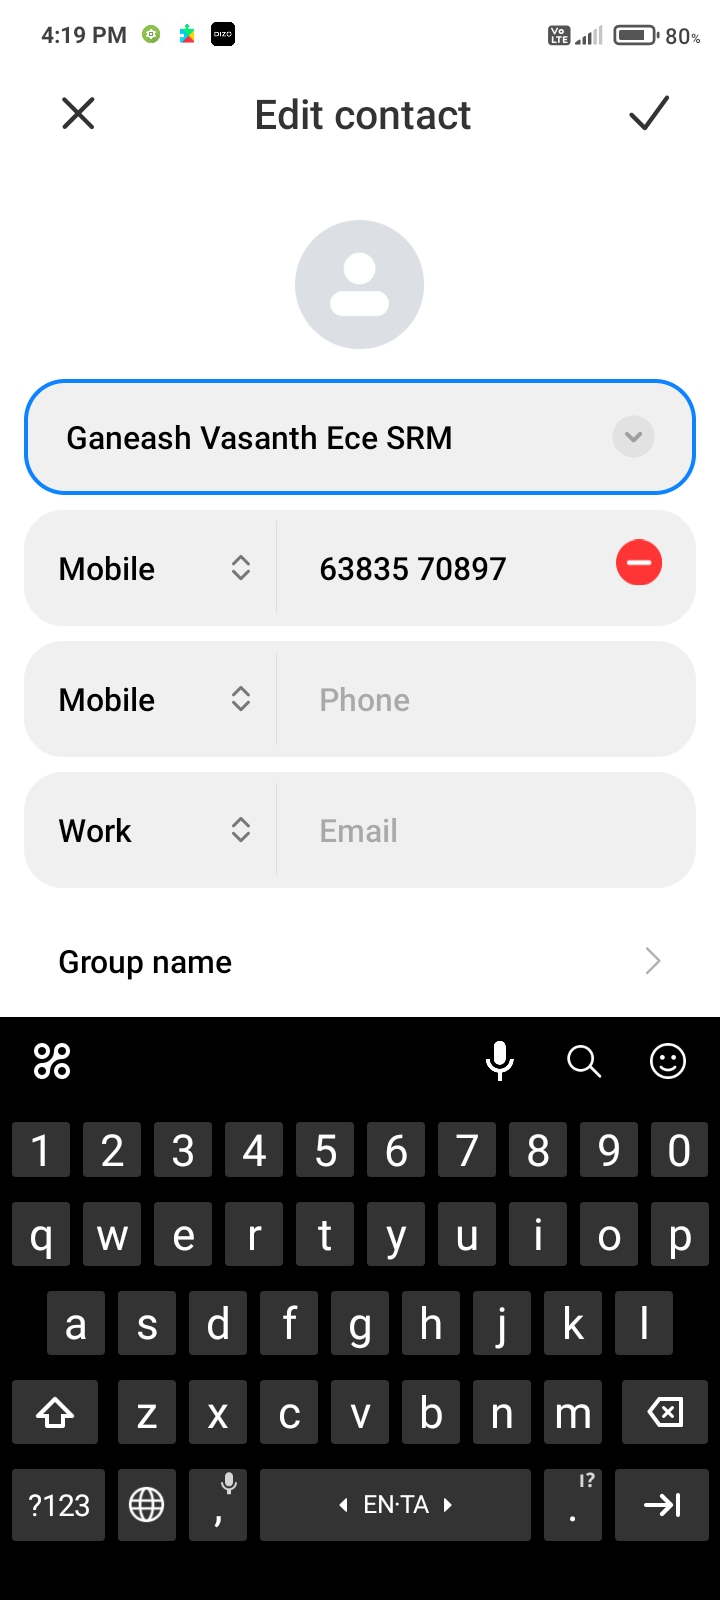 4:19 PM DIZO Vo LTE 80%
Edit contact
Ganeash Vasanth Ece SRM
Mobile 63835 70897
Mobile Phone
Work Email
Group name
1 2 3 4 5 6 7 8 9 0
q w e r t y u i o p
a s d f g h j k l
z x c v b n m
?123 , EN·TA . !?